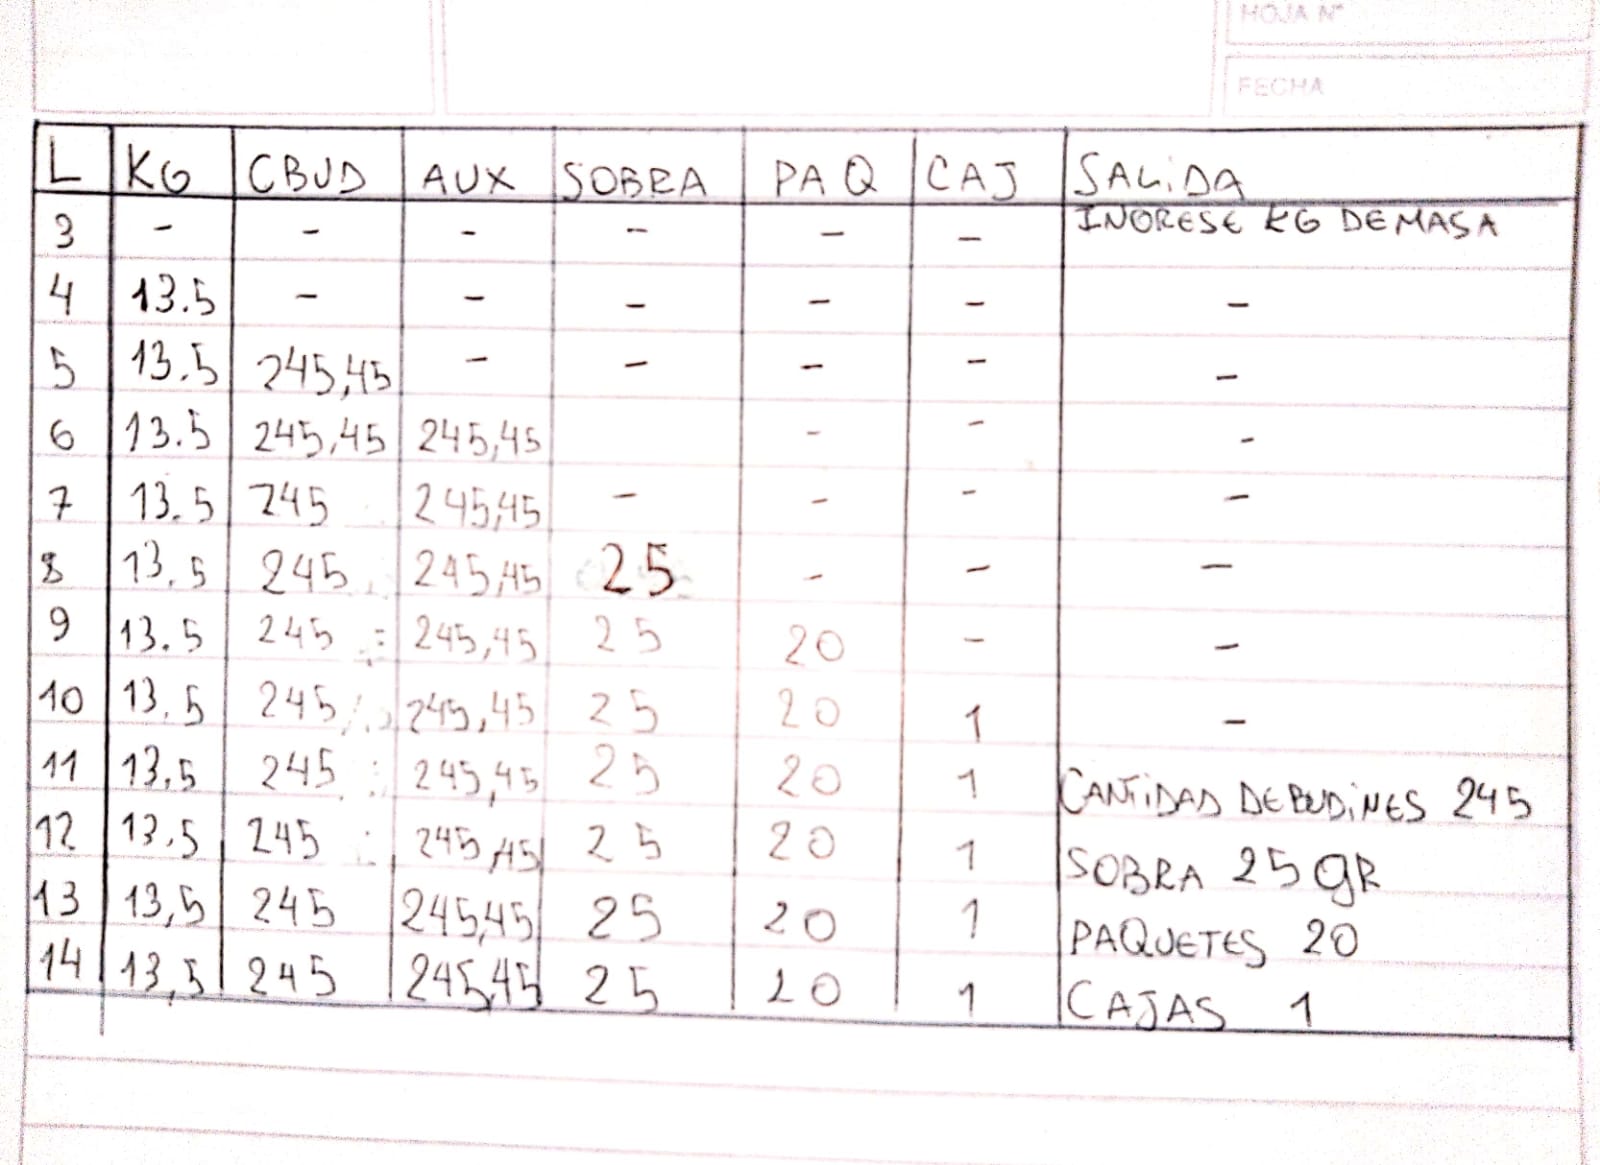 HOJA N°
FECHA
L KG CBUD AUX SOBRA PAQ CAJ SALiDA
3 - - - - - - INGRESE KG DE MASA
4 13.5 - - - - - -
5 13.5 245,45 - - - - -
6 13.5 245,45 245,45 - - -
7 13.5 245 245,45 - - - -
8 13,5 245 245,45 25 - - -
9 13.5 245 245,45 25 20 - -
10 13,5 245 245,45 25 20 1 -
11 13,5 245 245,45 25 20 1 CANTiDAD DE BUDiNES 245
12 13,5 245 245,45 25 20 1 SOBRA 25 gR
13 13,5 245 245,45 25 20 1 PAQUETES 20
14 13,5 245 245,45 25 20 1 CAJAS 1